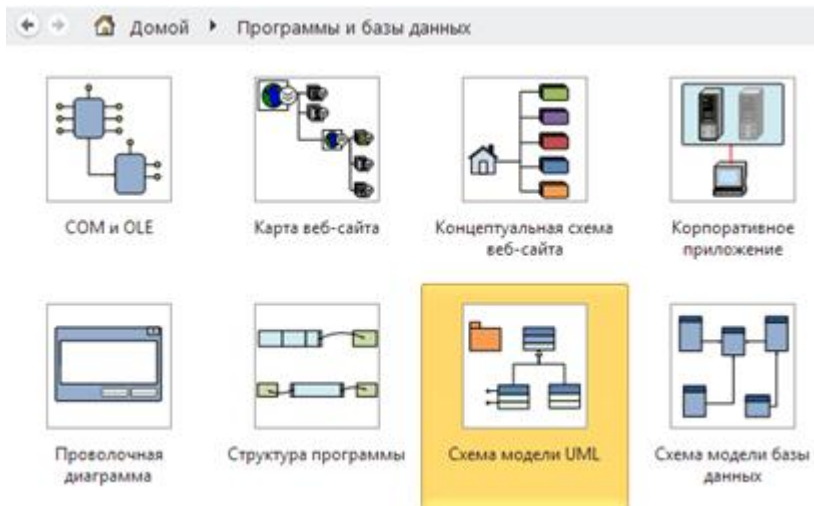 Домой Программы и базы данных
COM и OLE
Карта веб-сайта
Концептуальная схема
веб-сайта
Корпоративное
приложение
Проволочная
диаграмма
Структура программы
Схема модели UML
Схема модели базы
данных